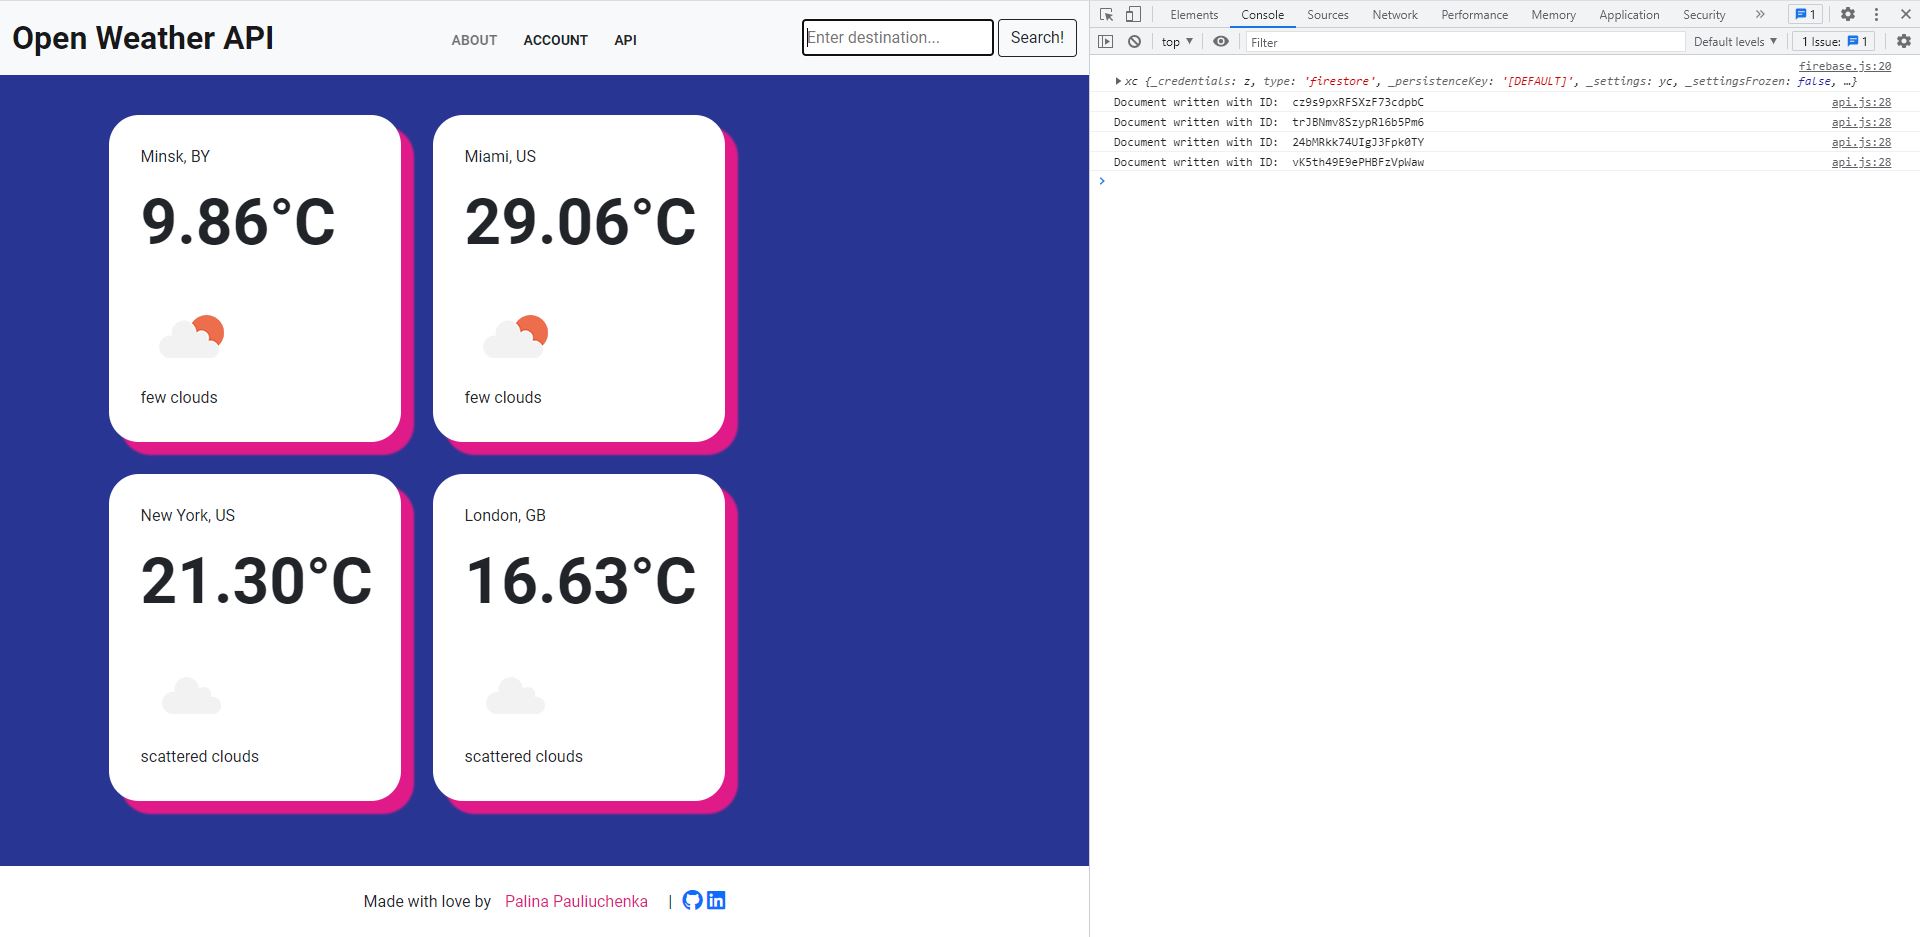 Open Weather API
ABOUT ACCOUNT API
Enter destination... Search!
Minsk, BY
9.86°C
few clouds
Miami, US
29.06°C
few clouds
New York, US
21.30°C
scattered clouds
London, GB
16.63°C
scattered clouds
Made with love by Palina Pauliuchenka |
Elements Console Sources Network Performance Memory Application Security » 1
top ▼ Filter Default levels ▼ 1 Issue: 1
firebase.js:20
xc {_credentials: z, type: 'firestore', _persistenceKey: '[DEFAULT]', _settings: yc, _settingsFrozen: false, …}
Document written with ID: cz9s9pxRFSXzF73cdpbC api.js:28
Document written with ID: trJBNmv8SzypRl6b5Pm6 api.js:28
Document written with ID: 24bMRkk74UIgJ3Fpk0TY api.js:28
Document written with ID: vK5th49E9ePHBFzVpWaw api.js:28